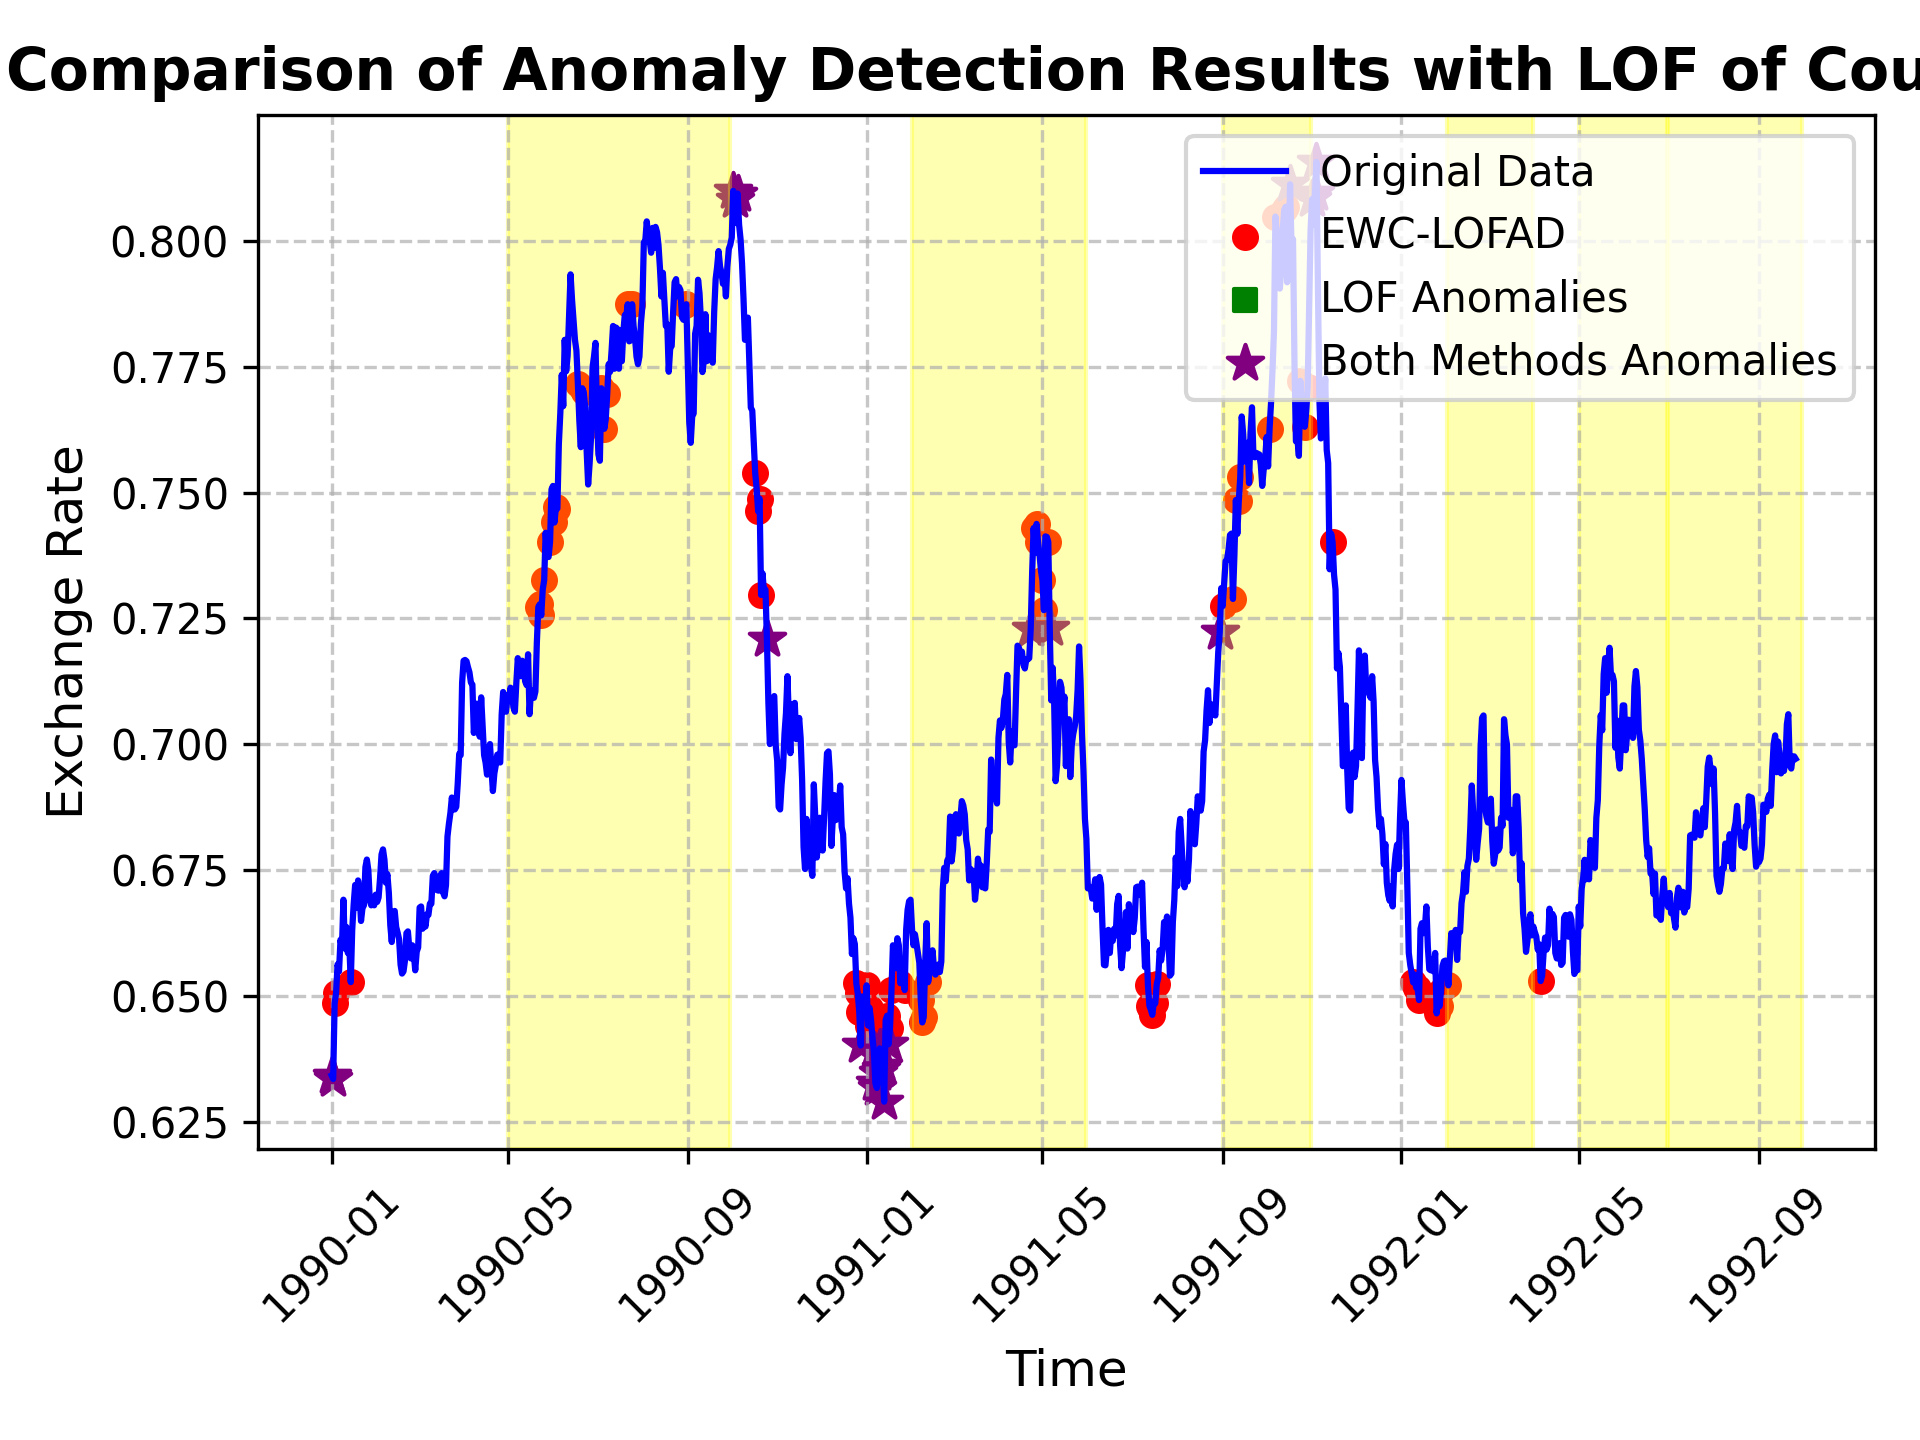 Comparison of Anomaly Detection Results with LOF of Cou
Original Data
EWC-LOFAD
LOF Anomalies
Both Methods Anomalies
Exchange Rate
0.800
0.775
0.750
0.725
0.700
0.675
0.650
0.625
1990-01
1990-05
1990-09
1991-01
1991-05
1991-09
1992-01
1992-05
1992-09
Time